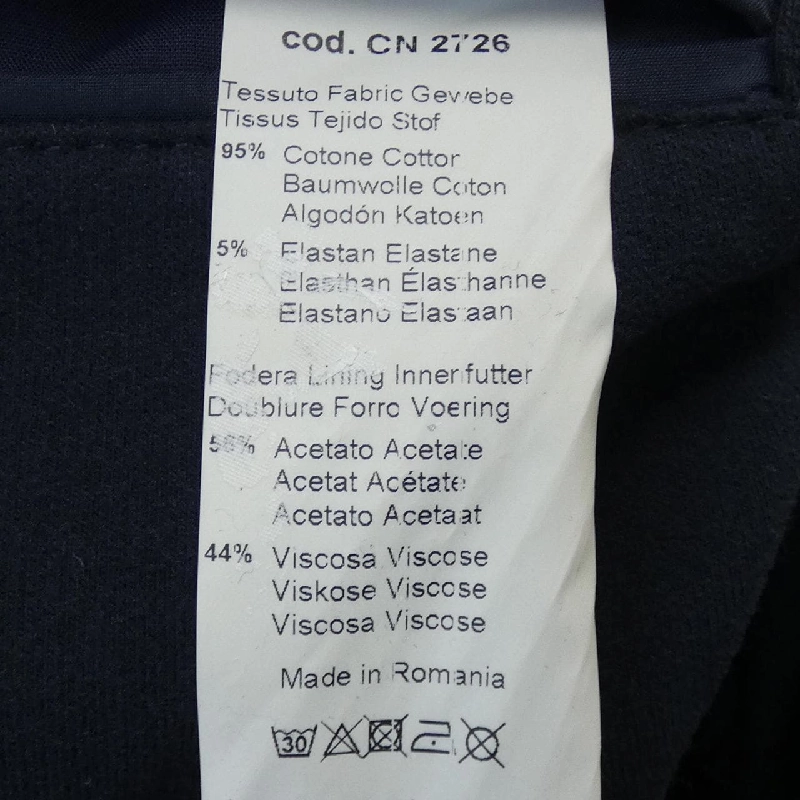 cod. CN 2726
Tessuto Fabric Gewebe
Tissus Tejido Stof
95% Cotone Cotton
Baumwolle Coton
Algodón Katoen
5% Elastan Elastane
Elasthan Élasthanne
Elastano Elastaan
Fodera Lining Innenfutter
Doublure Forro Voering
56% Acetato Acetate
Acetat Acétate
Acetato Acetaat
44% Viscosa Viscose
Viskose Viscose
Viscosa Viscose
Made in Romania
30